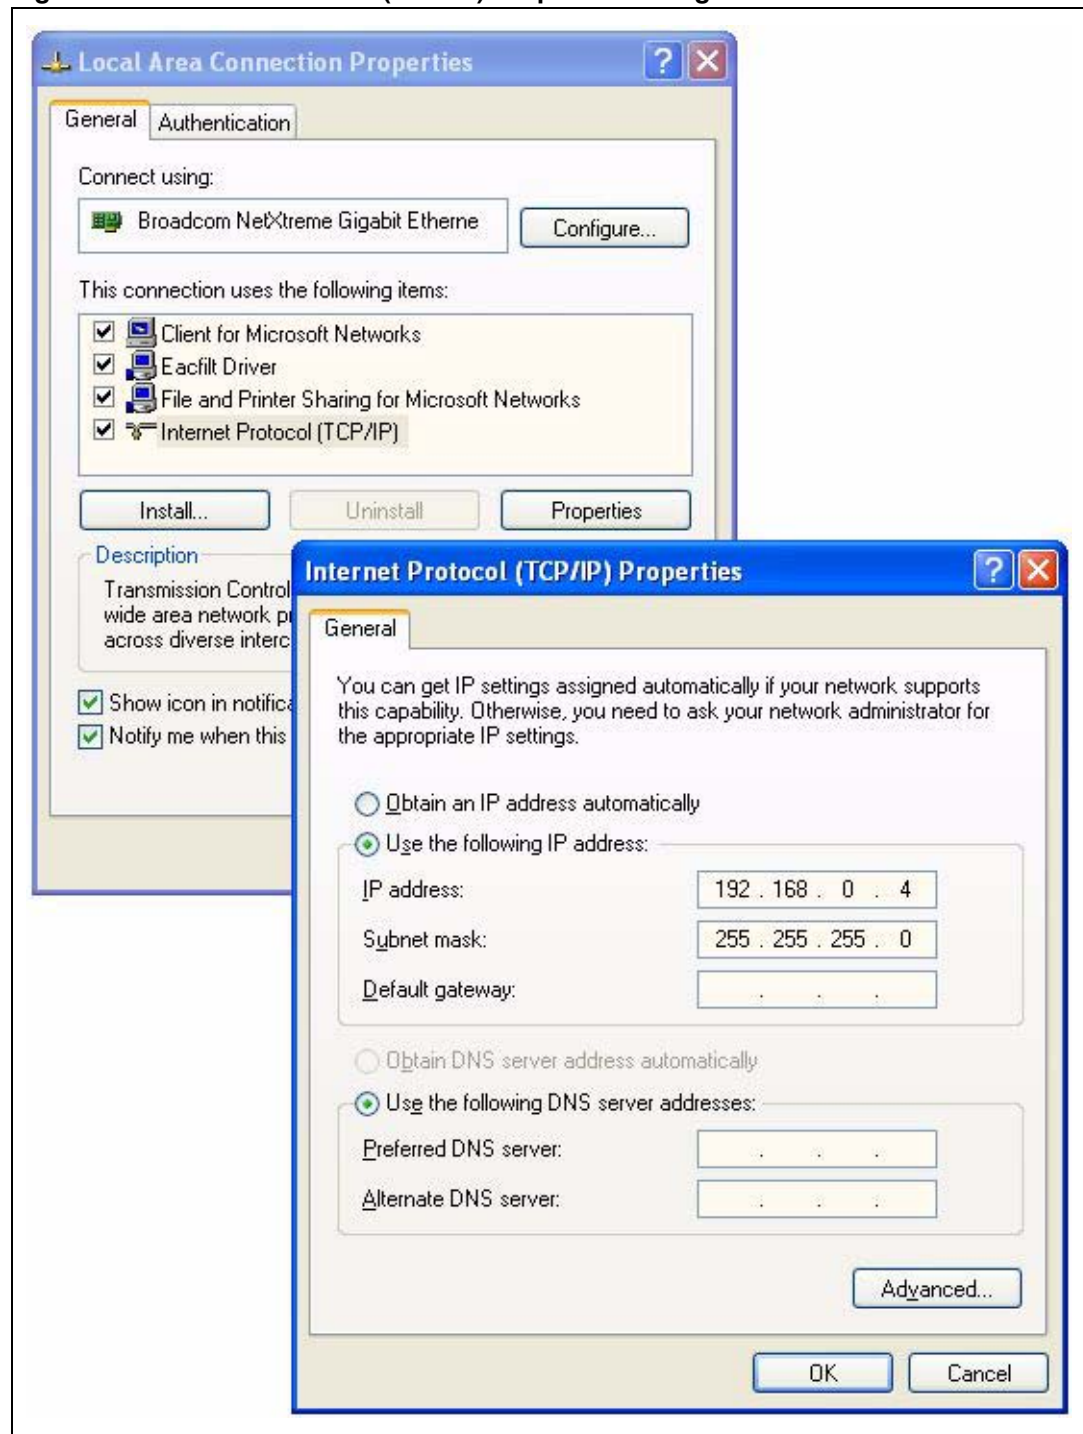 Local Area Connection Properties
General
Authentication
Connect using:
Broadcom NetXtreme Gigabit Etherne
Configure...
This connection uses the following items:
Client for Microsoft Networks
Eacfilt Driver
File and Printer Sharing for Microsoft Networks
Internet Protocol (TCP/IP)
Install...
Uninstall
Properties
Description
Transmission Control
wide area network
across diverse
Show icon in
Notify me when this
Internet Protocol (TCP/IP) Properties
General
You can get IP settings assigned automatically if your network supports
this capability. Otherwise, you need to ask your network administrator for
the appropriate IP settings.
Obtain an IP address automatically
Use the following IP address:
IP address:
192 . 168 . 0 . 4
Subnet mask:
255 . 255 . 255 . 0
Default gateway:
Obtain DNS server address automatically
Use the following DNS server addresses:
Preferred DNS server:
Alternate DNS server:
Advanced...
OK
Cancel